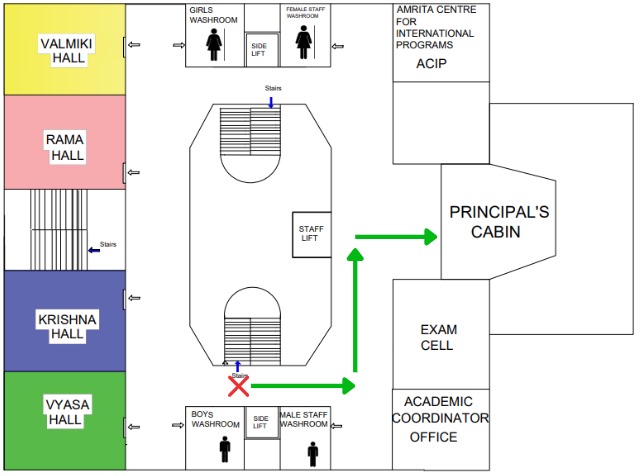 VALMIKI
HALL
RAMA
HALL
Stairs
KRISHNA
HALL
VYASA
HALL
GIRLS
WASHROOM
SIDE
LIFT
FEMALE STAFF
WASHROOM
Stairs
STAFF
LIFT
Stairs
BOYS
WASHROOM
SIDE
LIFT
MALE STAFF
WASHROOM
AMRITA CENTRE
FOR
INTERNATIONAL
PROGRAMS
ACIP
PRINCIPAL'S
CABIN
EXAM
CELL
ACADEMIC
COORDINATOR
OFFICE